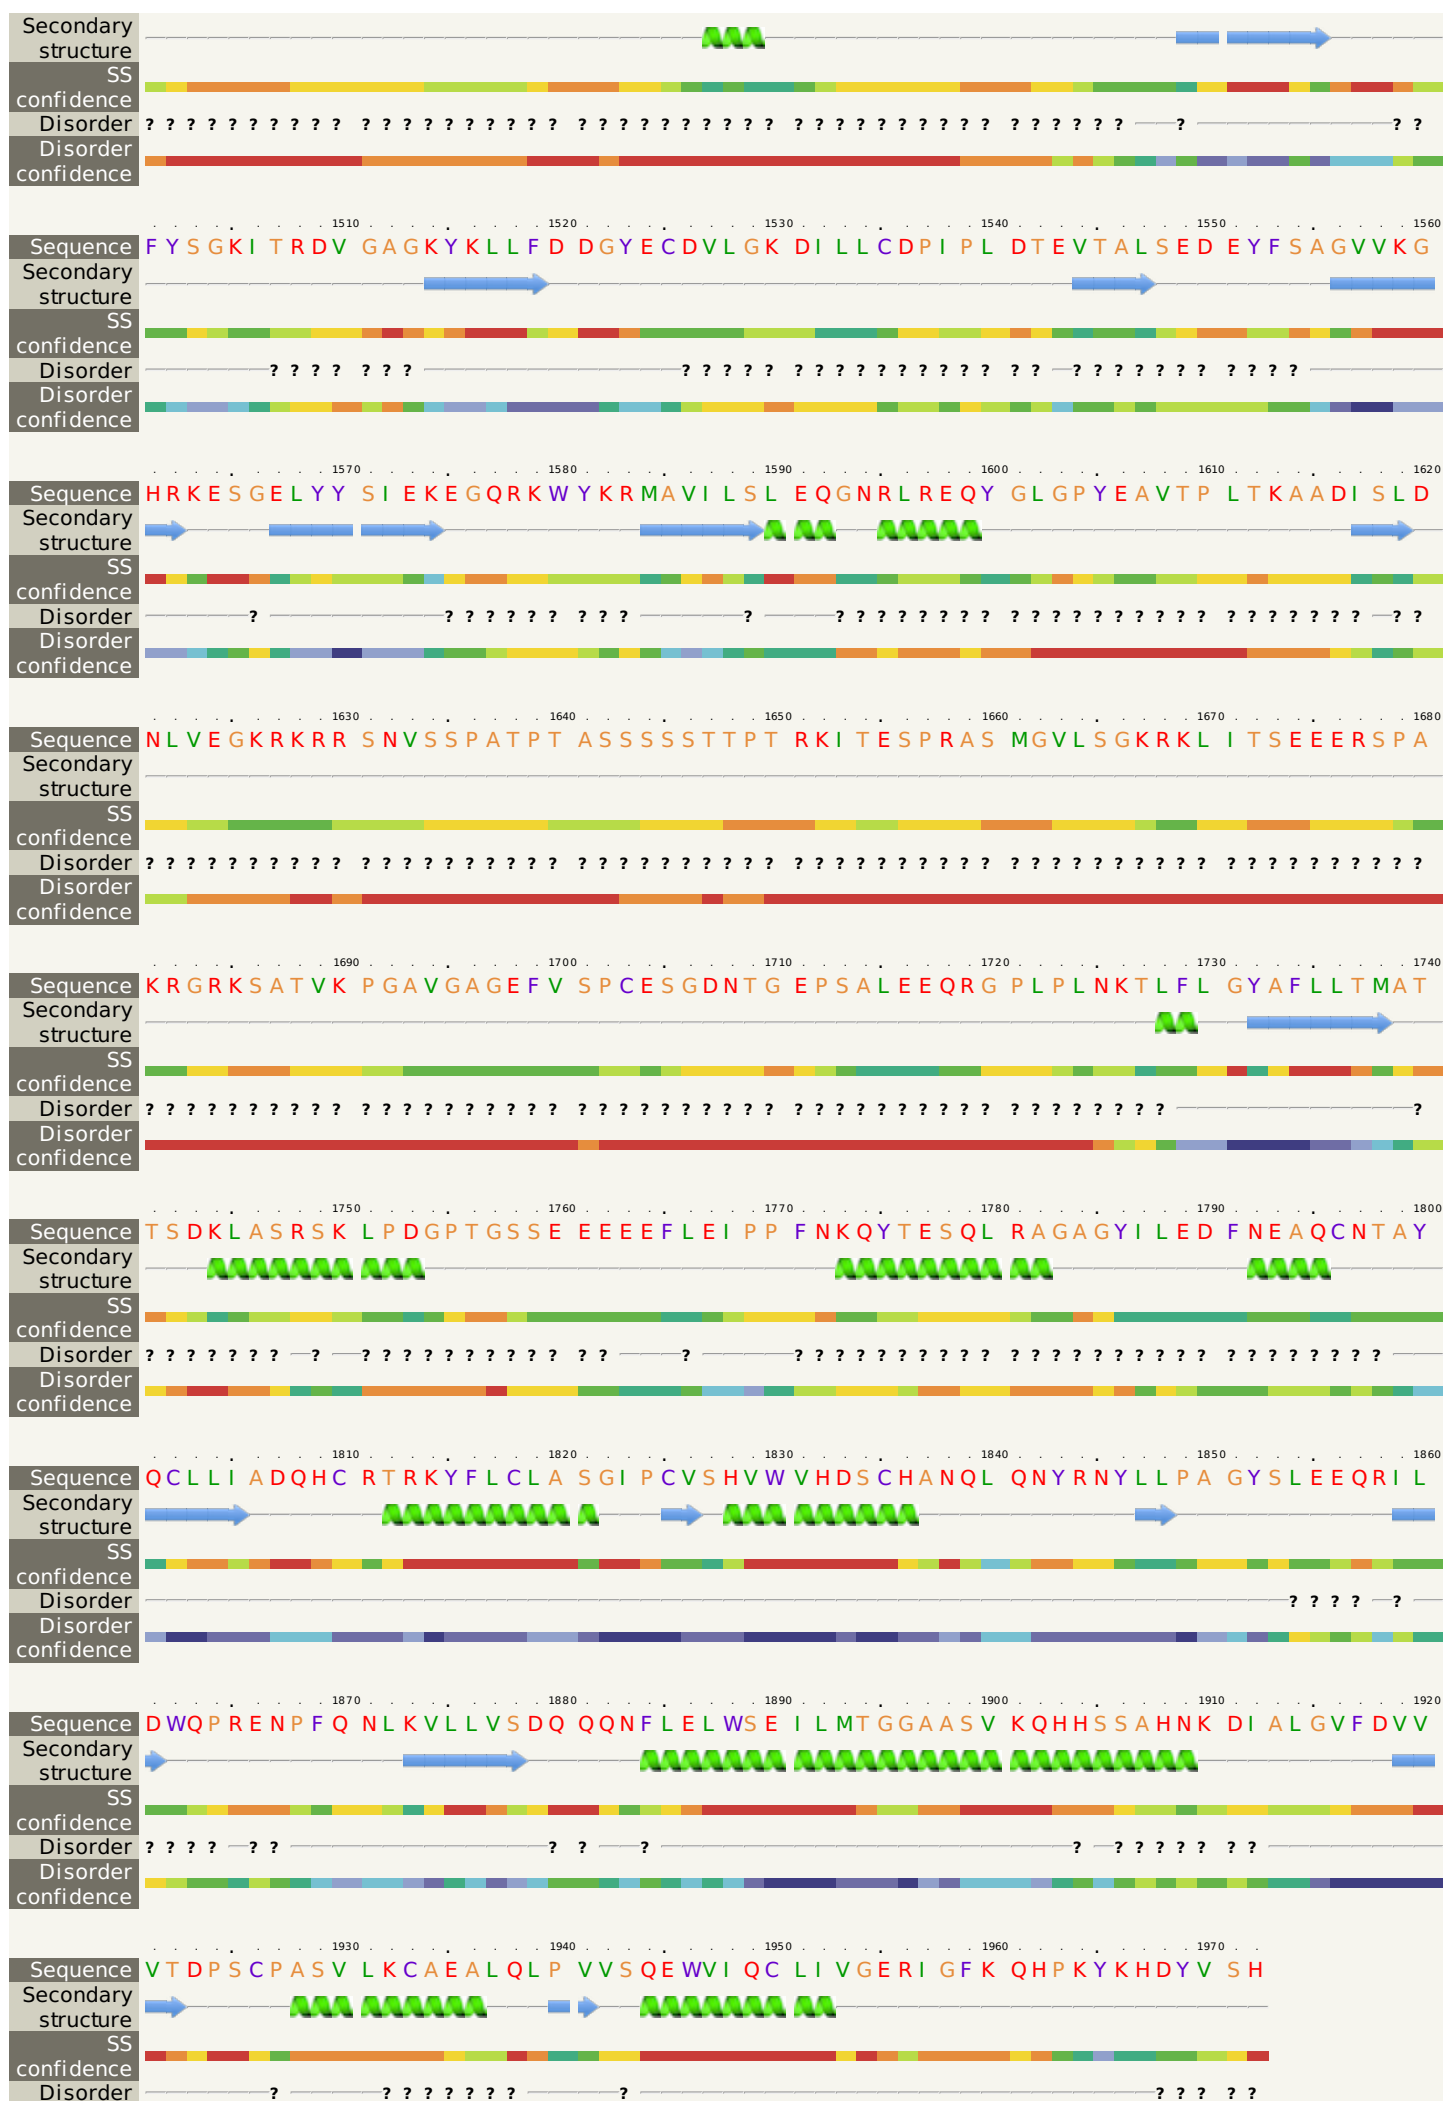 Secondary
structure
SS
confidence
Disorder ? ? ? ? ? ? ? ? ? ? ? ? ? ? ? ? ? ? ? ? ? ? ? ? ? ? ? ? ? ? ? ? ? ? ? ? ? ? ? ? ? ? ? ? ? ? ? ? ? ?
Disorder
confidence
1510 1520 1530 1540 1550 1560
Sequence FYSGKITRDV GAGKYKLLFD DGYECDVLGK DILLCDPIPL DTEVTALSED EYFSAGVVKG
Secondary
structure
SS
confidence
Disorder ? ? ? ? ? ? ? ? ? ? ? ? ? ? ? ? ? ? ? ? ? ? ? ? ? ? ? ? ? ? ? ? ? ? ? ?
Disorder
confidence
1570 1580 1590 1600 1610 1620
Sequence HRKESGELYY SIEKEGQRKW YKRMAVILSL EQGNRLREQY GLGPYEAVTP LTKAADISLD
Secondary
structure
SS
confidence
Disorder ? ? ? ? ? ? ? ? ? ? ? ? ? ? ? ? ? ? ? ? ? ? ? ? ? ? ? ? ? ? ? ? ? ? ? ? ? ? ?
Disorder
confidence
1630 1640 1650 1660 1670 1680
Sequence NLVEGKRKRR SNVSSPATPT ASSSSSTTPT RKITESPRAS MGVLSGKRKL ITSEEERSPA
Secondary
structure
SS
confidence
Disorder ? ? ? ? ? ? ? ? ? ? ? ? ? ? ? ? ? ? ? ? ? ? ? ? ? ? ? ? ? ? ? ? ? ? ? ? ? ? ? ? ? ? ? ? ? ? ? ? ? ? ? ? ? ? ? ? ? ? ? ?
Disorder
confidence
1690 1700 1710 1720 1730 1740
Sequence KRGRKSATVK PGAVGAGEFV SPCESGDNTG EPSALEEQRG PLPLNKTLFL GYAFLLTMAT
Secondary
structure
SS
confidence
Disorder ? ? ? ? ? ? ? ? ? ? ? ? ? ? ? ? ? ? ? ? ? ? ? ? ? ? ? ? ? ? ? ? ? ? ? ? ? ? ? ? ? ? ? ? ? ? ? ? ?
Disorder
confidence
1750 1760 1770 1780 1790 1800
Sequence TSDKLASRSK LPDGPTGSSE EEEEFLEIPP FNKQYTESQL RAGAGYILED FNEAQCNTAY
Secondary
structure
SS
confidence
Disorder ? ? ? ? ? ? ? ? ? ? ? ? ? ? ? ? ? ? ? ? ? ? ? ? ? ? ? ? ? ? ? ? ? ? ? ? ? ? ? ? ? ? ? ? ? ? ? ?
Disorder
confidence
1810 1820 1830 1840 1850 1860
Sequence QCLLIADQHC RTRKYFLCLA SGIPCVSHVW VHDSCHANQL QNYRNYLLPA GYSLEEQRIL
Secondary
structure
SS
confidence
Disorder ? ? ? ? ?
Disorder
confidence
1870 1880 1890 1900 1910 1920
Sequence DWQPRENPFQ NLKVLLVSDQ QQNFLELWSE ILMTGGAASV KQHHSSAHNK DIALGVFDVV
Secondary
structure
SS
confidence
Disorder ? ? ? ? ? ? ? ? ? ? ? ? ? ? ? ? ?
Disorder
confidence
1930 1940 1950 1960 1970
Sequence VTDPSCPASV LKCAEALQLP VVSQEWVIQC LIVGERIGFK QHPKYKHDYV SH
Secondary
structure
SS
confidence
Disorder ? ? ? ? ? ? ? ? ? ? ? ? ? ?